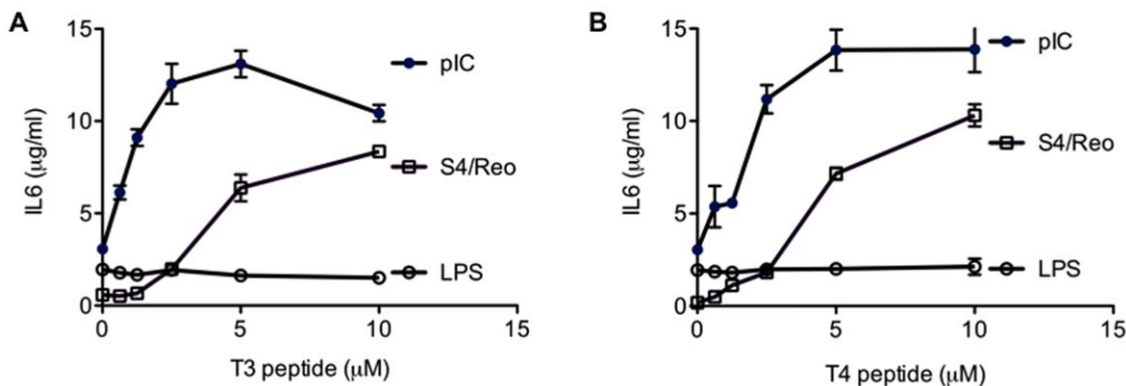 A
15
10
5
0
IL6 (μg/ml)
pIC
S4/Reo
LPS
0 5 10 15
T3 peptide (μM)
B
15
10
5
0
IL6 (μg/ml)
pIC
S4/Reo
LPS
0 5 10 15
T4 peptide (μM)